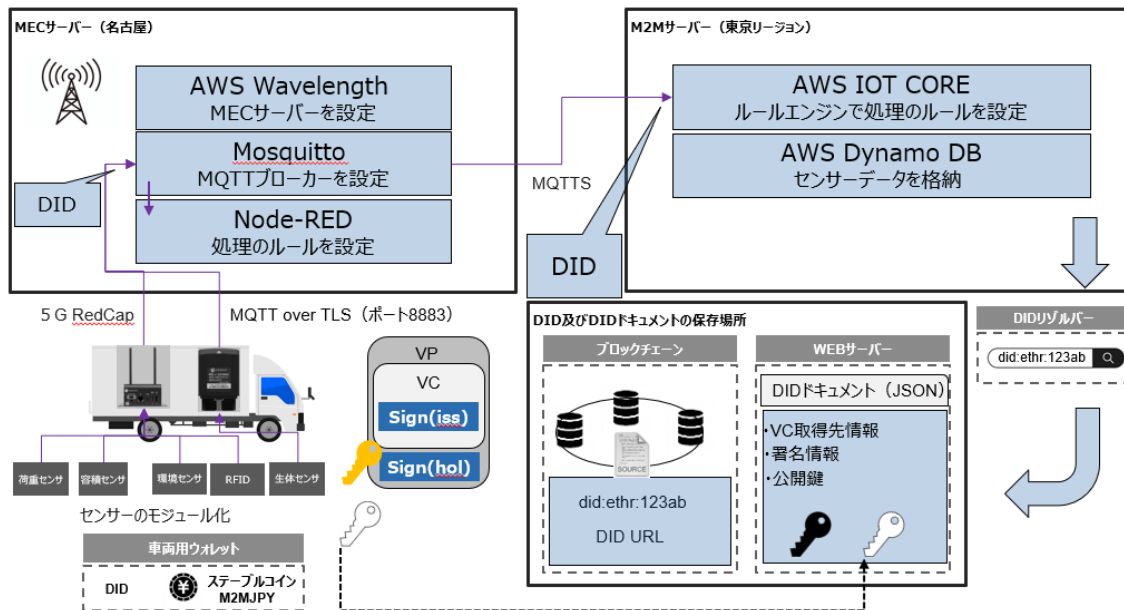 MECサーバー（名古屋）
AWS Wavelength
MECサーバーを設定
Mosquitto
MQTTブローカーを設定
Node-RED
処理のルールを設定
DID
M2Mサーバー（東京リージョン）
AWS IOT CORE
ルールエンジンで処理のルールを設定
AWS Dynamo DB
センサーデータを格納
MQTTS
DID
５G RedCap
MQTT over TLS（ポート8883）
VP
VC
Sign(iss)
Sign(hol)
荷重センサ
容積センサ
環境センサ
RFID
生体センサ
センサーのモジュール化
車両用ウォレット
DID
¥
ステーブルコイン
M2MJPY
DID及びDIDドキュメントの保存場所
ブロックチェーン
SOURCE
did:ethr:123ab
DID URL
WEBサーバー
DIDドキュメント（JSON）
・VC取得先情報
・署名情報
・公開鍵
DIDリゾルバー
did:ethr:123ab